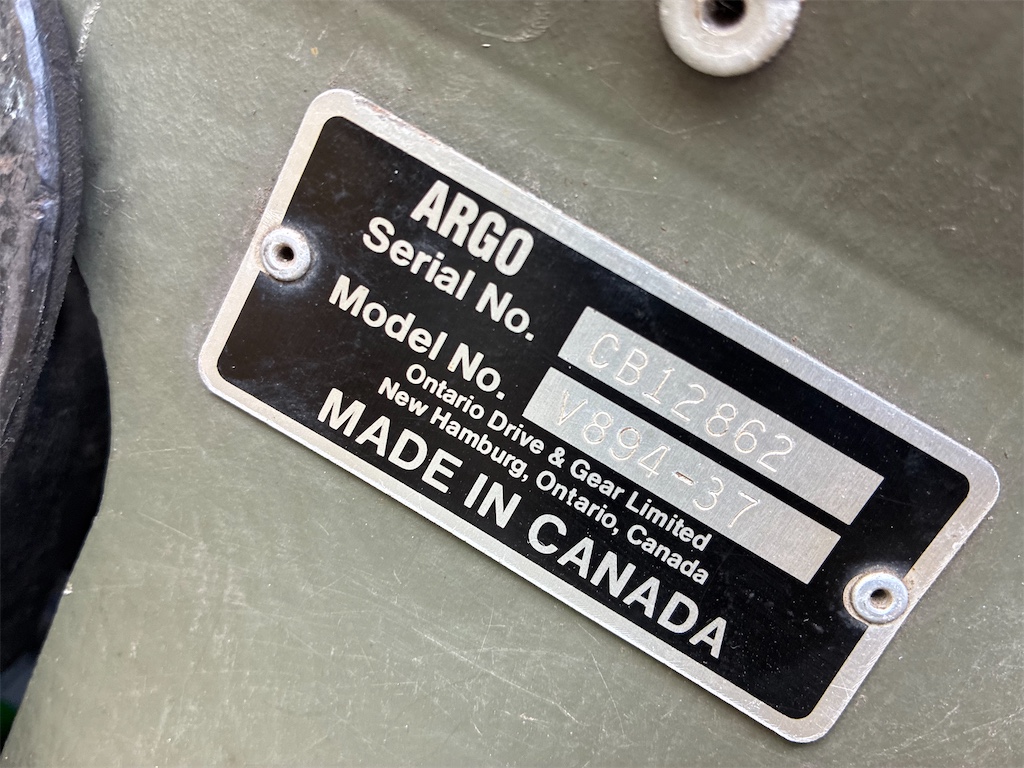 ARGO
Serial No. CB12862
Model No. V894-37
Ontario Drive & Gear Limited
New Hamburg, Ontario, Canada
MADE IN CANADA